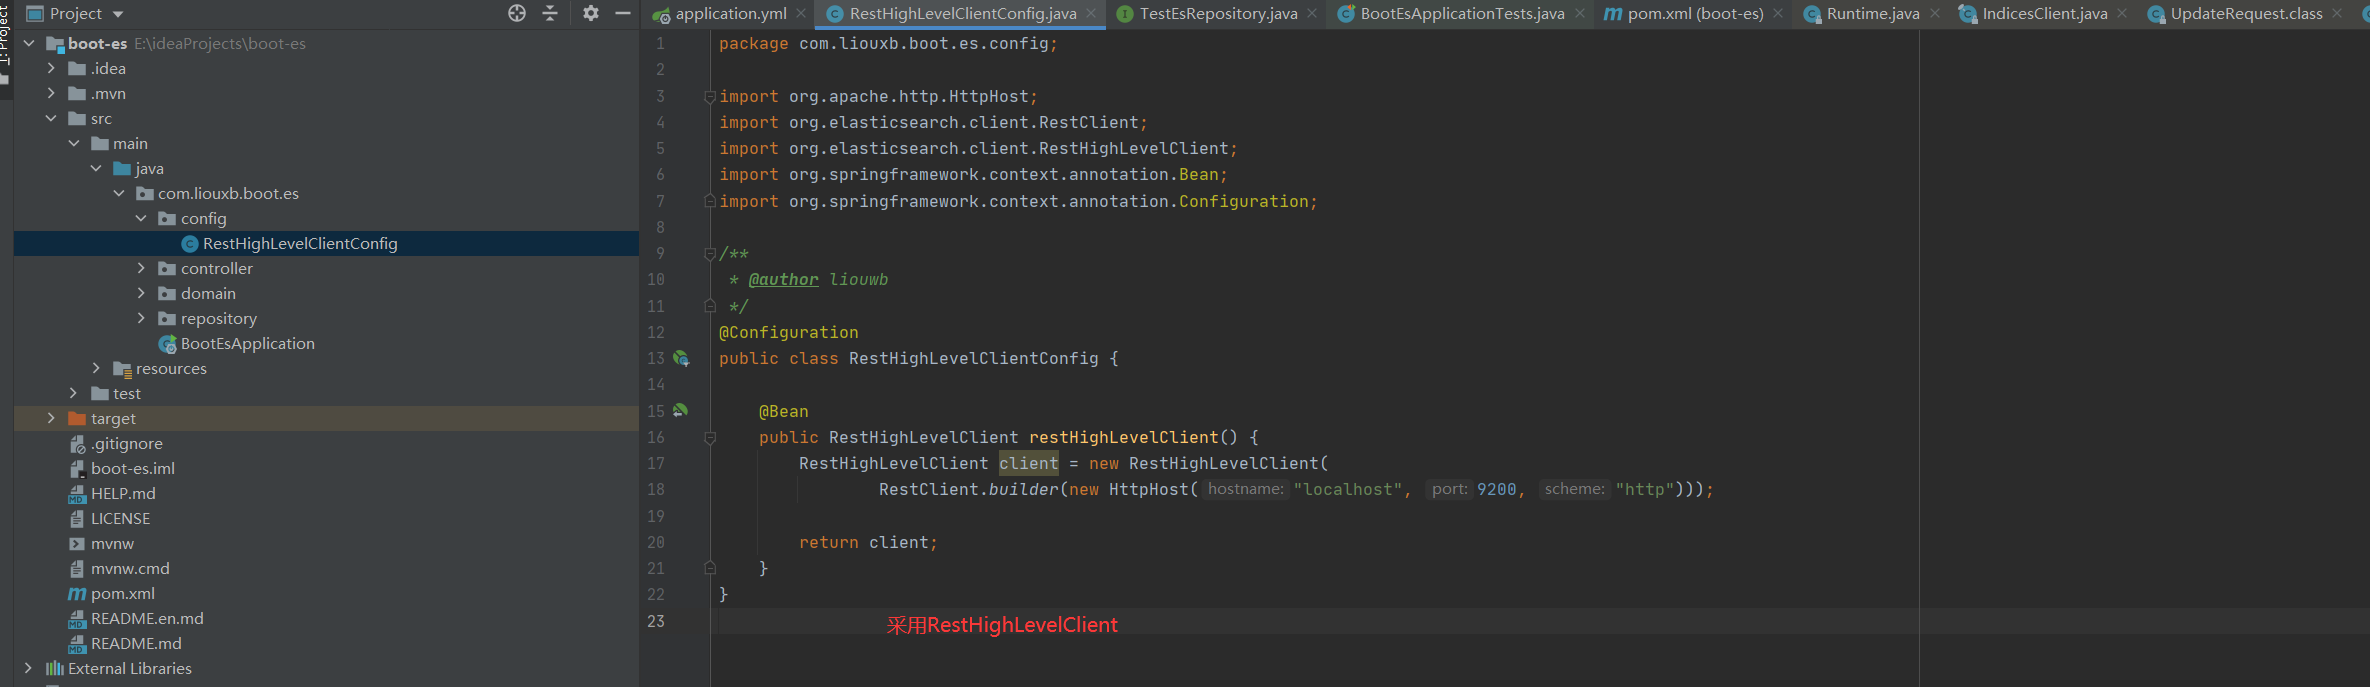 1: Project
Project
application.yml
RestHighLevelClientConfig.java
TestEsRepository.java
BootEsApplicationTests.java
pom.xml (boot-es)
Runtime.java
IndicesClient.java
UpdateRequest.class
boot-es E:\ideaProjects\boot-es
.idea
.mvn
src
main
java
com.liouxb.boot.es
config
RestHighLevelClientConfig
controller
domain
repository
BootEsApplication
resources
test
target
.gitignore
boot-es.iml
HELP.md
LICENSE
mvnw
mvnw.cmd
pom.xml
README.en.md
README.md
External Libraries
1 package com.liouxb.boot.es.config;
2
3 import org.apache.http.HttpHost;
4 import org.elasticsearch.client.RestClient;
5 import org.elasticsearch.client.RestHighLevelClient;
6 import org.springframework.context.annotation.Bean;
7 import org.springframework.context.annotation.Configuration;
8
9 /**
10 * @author liouwb
11 */
12 @Configuration
13 public class RestHighLevelClientConfig {
14
15 @Bean
16 public RestHighLevelClient restHighLevelClient() {
17 RestHighLevelClient client = new RestHighLevelClient(
18 RestClient.builder(new HttpHost( hostname: "localhost", port: 9200, scheme: "http")));
19
20 return client;
21 }
22 }
23
采用RestHighLevelClient